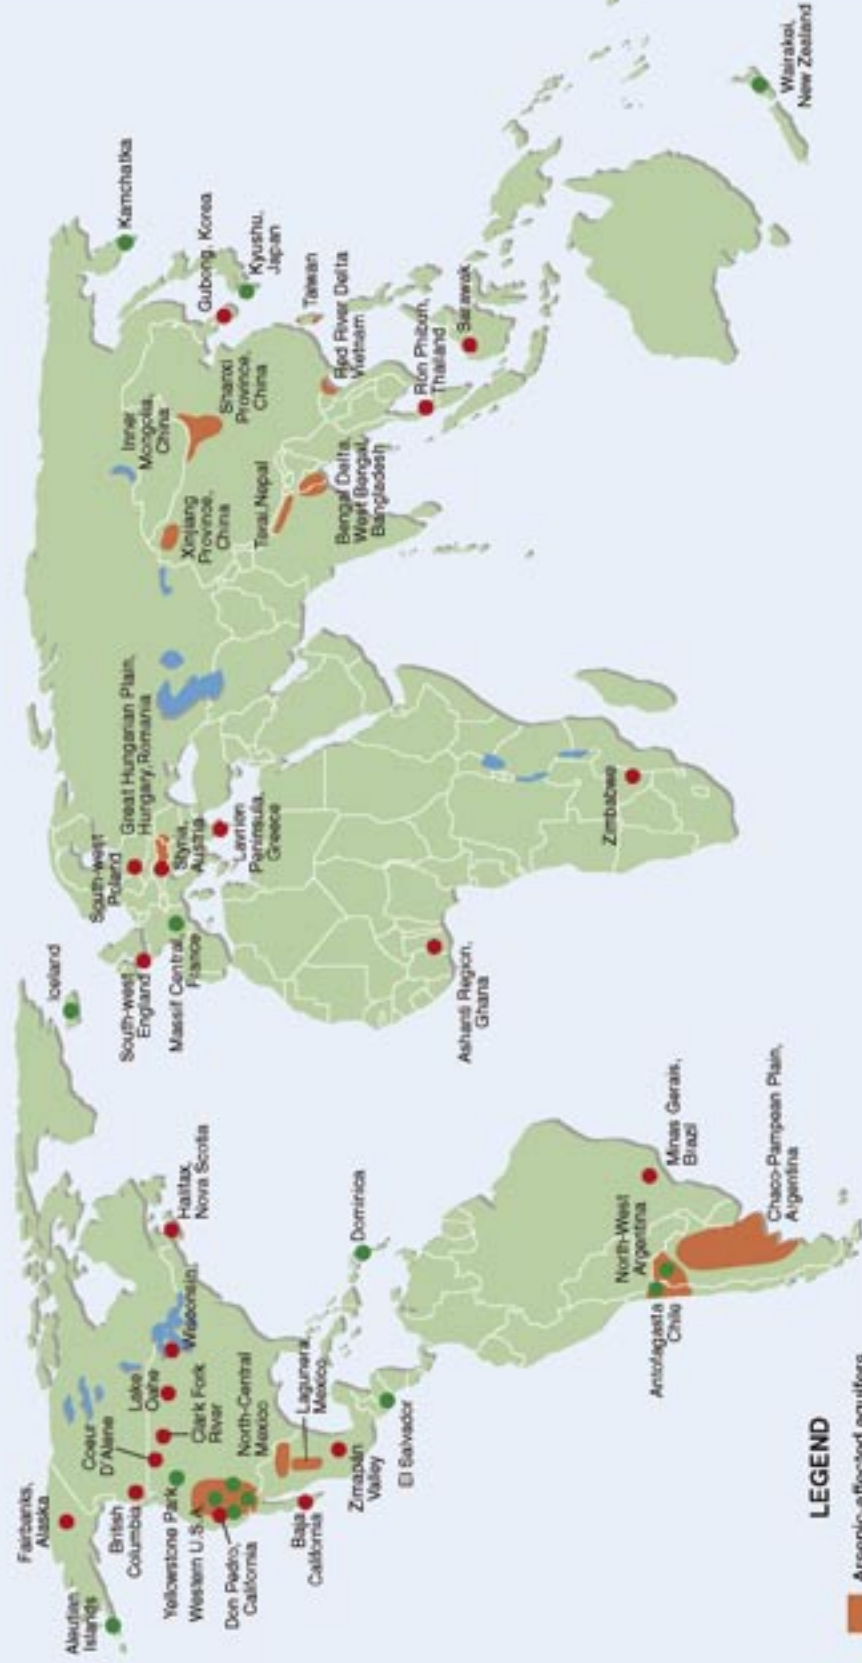 Fairbanks,
Alaska
Aleutian
Islands
British
Columbia
Coeur
D'Alene
Lake
Oahe
Clark Fork
River
Wisconsin
Halifax,
Nova Scotia
Yellowstone Park
Western U.S.A
Don Pedro,
California
North-Central
Mexico
Lagunera
Mexico
Baja
California
Zimapán
Valley
El Salvador
Dominica
Antofagasta
Chile
North-West
Argentina
Minas Gerais,
Brazil
Chaco-Pampean Plain,
Argentina
Iceland
South-west
England
Massif Central,
France
South-west
Poland
Great Hungarian Plain,
Hungary,Romania
Styria,
Austria
Lavrion
Peninsula,
Greece
Ashanti Region,
Ghana
Zimbabwe
Xinjiang
Province,
China
Inner
Mongolia,
China
Shanxi
Province,
China
Terai,Nepal
Bengal Delta,
West Bengal,
Bangladesh
Kamchatka
Gubong, Korea
Kyushu,
Japan
Taiwan
Red River Delta
Vietnam
Ron Phibun,
Thailand
Sarawak
Wairakei,
New Zealand
LEGEND
Arsenic-affected aquifers